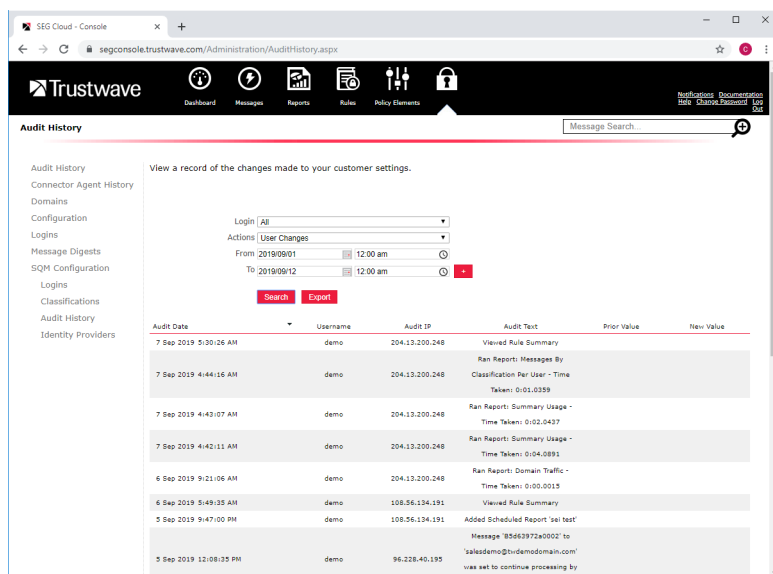 SEG Cloud - Console
segconsole.trustwave.com/Administration/AuditHistory.aspx
C
Trustwave
Dashboard Messages Reports Rules Policy Elements
Notifications Documentation
Help Change Password Log
Out
Audit History
Message Search...
Audit History
Connector Agent History
Domains
Configuration
Logins
Message Digests
SQM Configuration
Logins
Classifications
Audit History
Identity Providers
View a record of the changes made to your customer settings.
Login All
Actions User Changes
From 2019/09/01 12:00 am
To 2019/09/12 12:00 am +
Search Export
Audit Date Username Audit IP Audit Text Prior Value New Value
7 Sep 2019 5:30:26 AM demo 204.13.200.248 Viewed Rule Summary
Ran Report: Messages By
7 Sep 2019 4:44:16 AM demo 204.13.200.248 Classification Per User - Time
Taken: 0:01.0359
Ran Report: Summary Usage -
7 Sep 2019 4:43:07 AM demo 204.13.200.248
Time Taken: 0:02.0437
Ran Report: Summary Usage -
7 Sep 2019 4:42:11 AM demo 204.13.200.248
Time Taken: 0:04.0891
Ran Report: Domain Traffic -
6 Sep 2019 9:21:06 AM demo 204.13.200.248
Time Taken: 0:00.0015
6 Sep 2019 5:49:35 AM demo 108.56.134.191 Viewed Rule Summary
5 Sep 2019 9:47:00 PM demo 108.56.134.191 Added Scheduled Report 'sei test'
Message 'B5d63972a0002' to
'salesdemo@twdemodomain.com'
5 Sep 2019 12:08:35 PM demo 96.228.40.195
was set to continue processing by